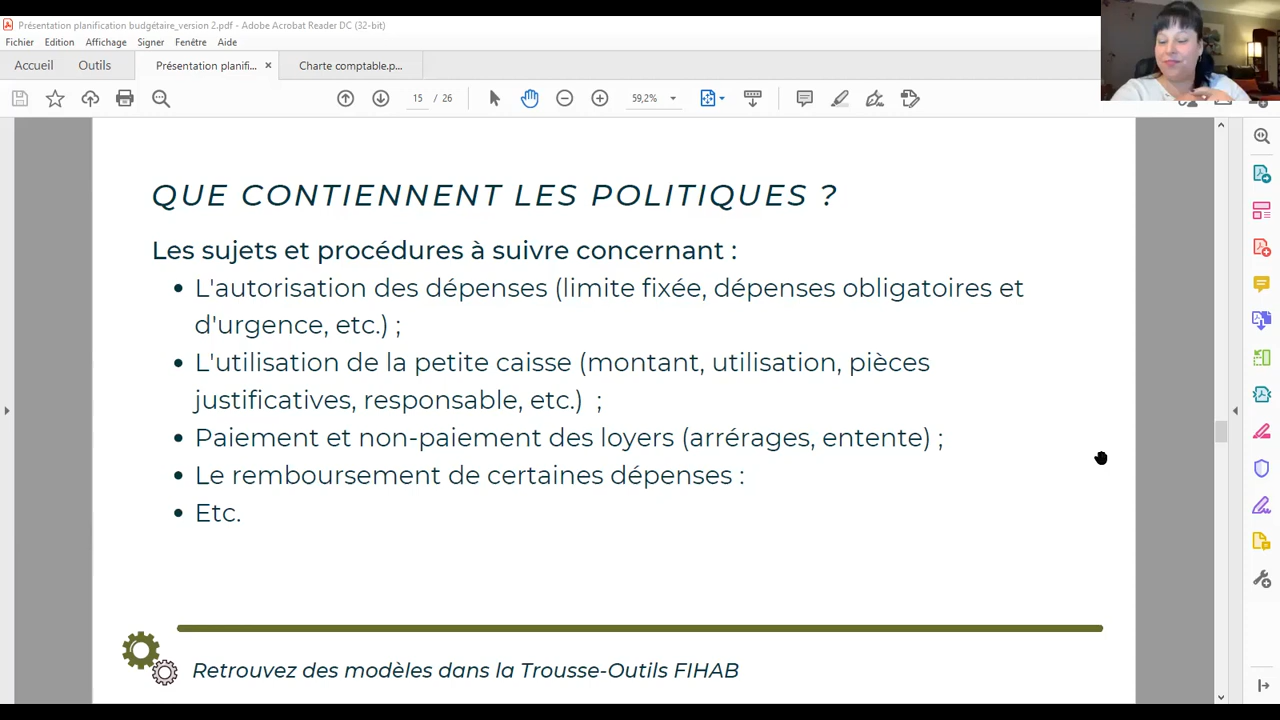 Présentation planification budgétaire_version 2.pdf - Adobe Acrobat Reader DC (32-bit)
Fichier Edition Affichage Signer Fenêtre Aide
Accueil Outils Présentation planifi... × Charte comptable.p...
15 / 26 59,2%
QUE CONTIENNENT LES POLITIQUES ?
Les sujets et procédures à suivre concernant :
• L'autorisation des dépenses (limite fixée, dépenses obligatoires et
d'urgence, etc.) ;
• L'utilisation de la petite caisse (montant, utilisation, pièces
justificatives, responsable, etc.) ;
• Paiement et non-paiement des loyers (arrérages, entente) ;
• Le remboursement de certaines dépenses :
• Etc.
Retrouvez des modèles dans la Trousse-Outils FIHAB